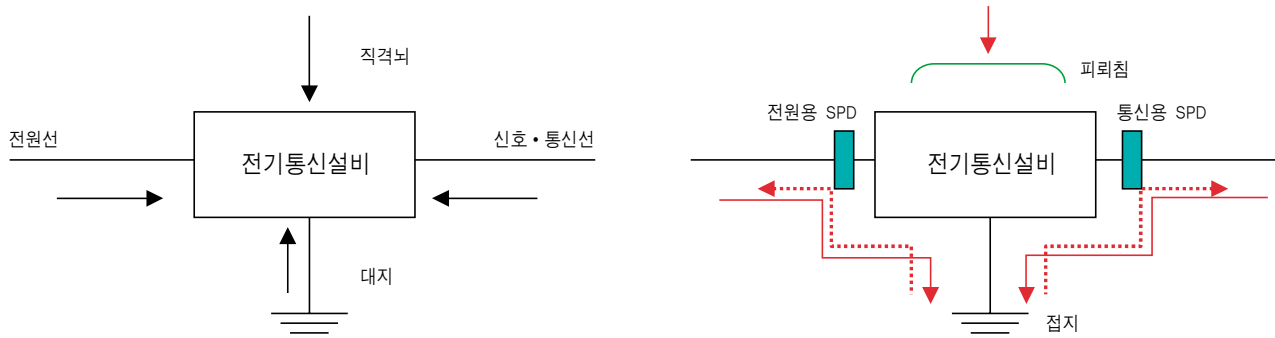 직격뇌
전원선
신호 • 통신선
전기통신설비
대지
피뢰침
전원용 SPD
통신용 SPD
전기통신설비
접지